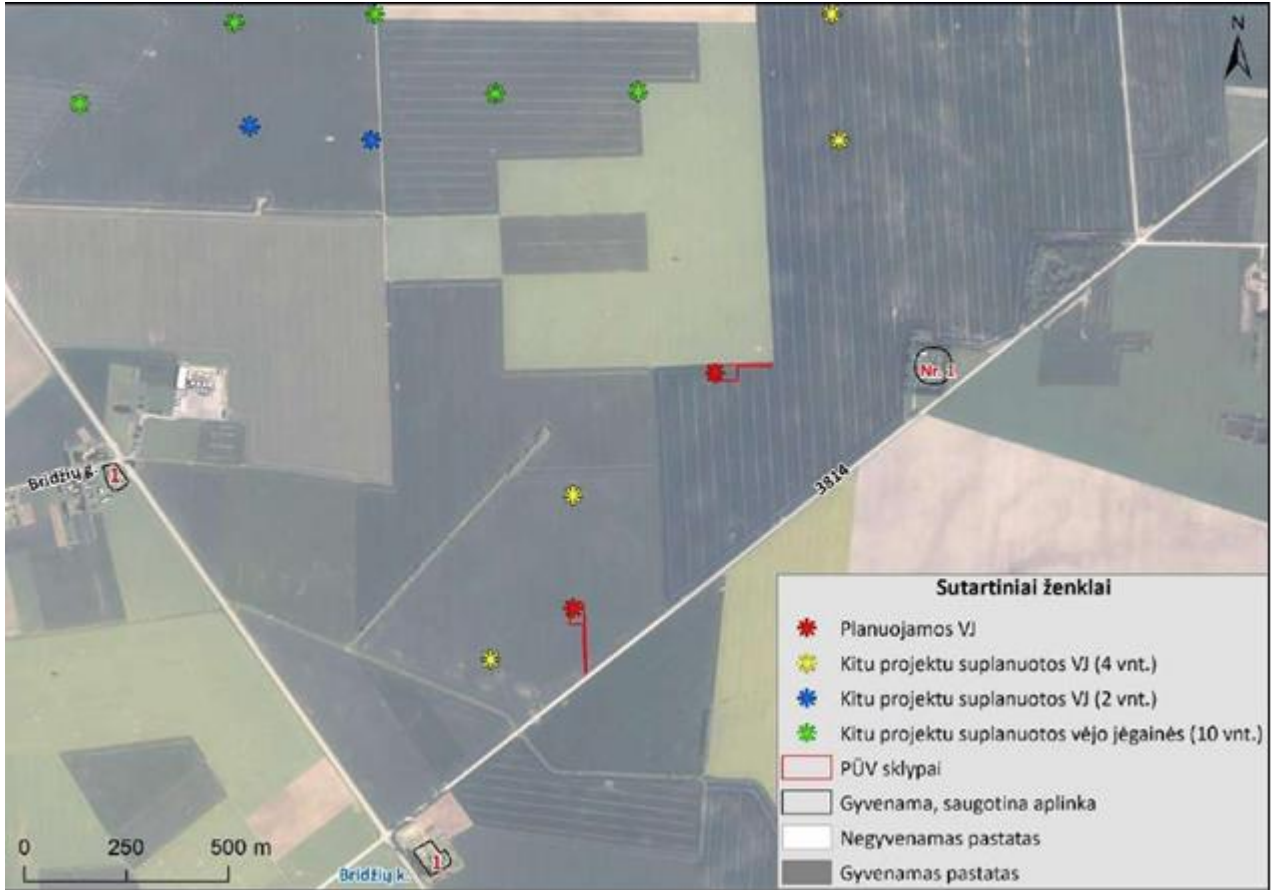 N
Nr. 1
Bridžių g.
1
3814
Sutartiniai ženklai
Planuojamos VJ
Kitu projektu suplanuotos VJ (4 vnt.)
Kitu projektu suplanuotos VJ (2 vnt.)
Kitu projektu suplanuotos vėjo jėgainės (10 vnt.)
PŪV sklypai
Gyvenama, saugotina aplinka
Negyvenamas pastatas
Gyvenamas pastatas
0 250 500 m
1
Bridžių k.